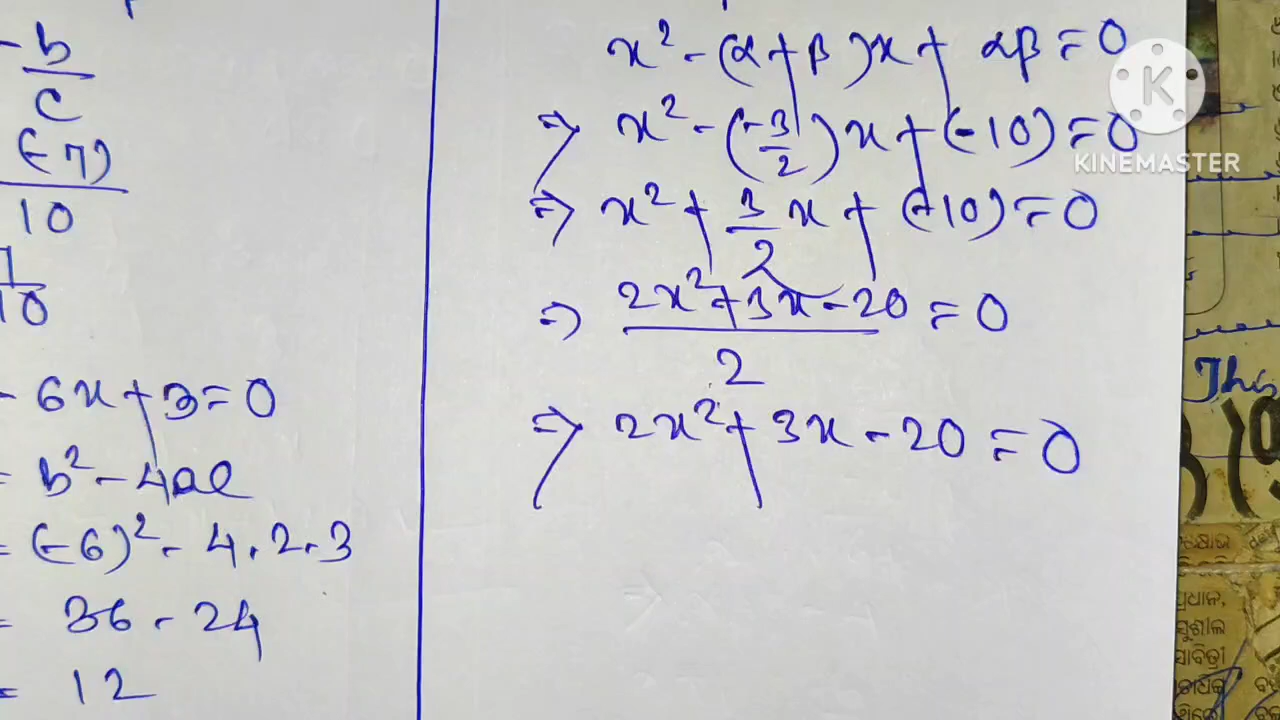 -b
c
(-7)
10
10
- 6x + 3 = 0
= b² - 4ac
= (-6)² - 4.2.3
= 36 - 24
= 12
x² - (α + β)x + αβ = 0
⇒ x² - (-3/2)x + (-10) = 0
⇒ x² + 3/2 x + (-10) = 0
⇒ 2x² + 3x - 20 = 0
2
⇒ 2x² + 3x - 20 = 0
KINEMASTER
This
ପ୍ରଧାନ,
ସୁଶୀଲ
ସାବିତ୍ରୀ